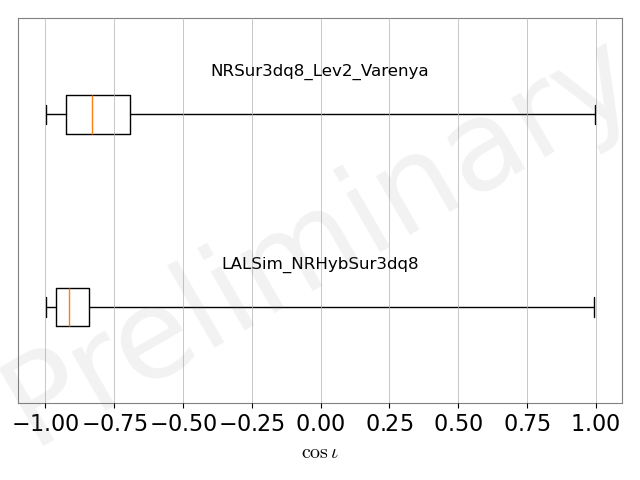 NRSur3dq8_Lev2_Varenya
LALSim_NRHybSur3dq8
Preliminary
−1.00 −0.75 −0.50 −0.25 0.00 0.25 0.50 0.75 1.00
cos ι